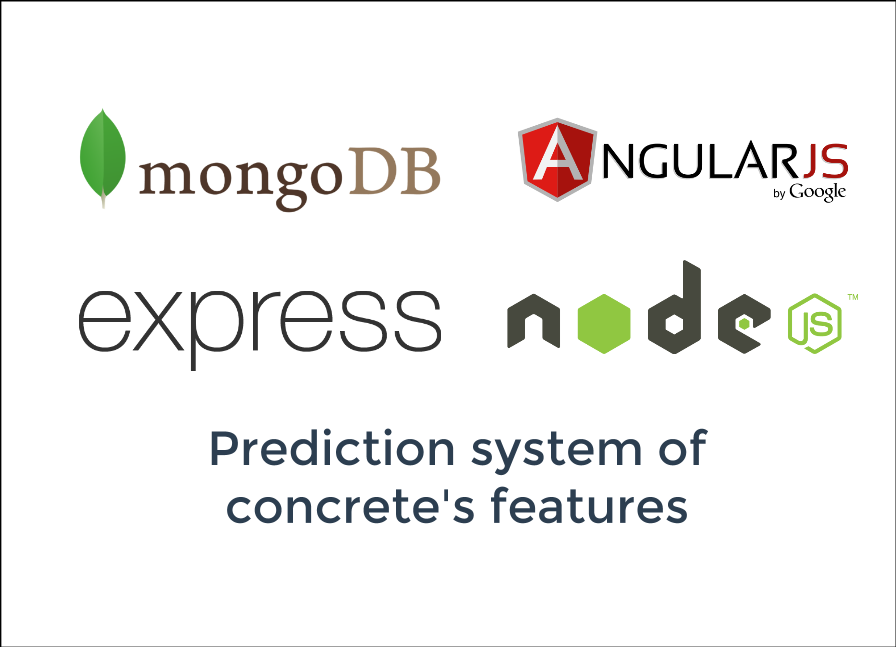 mongoDB
ANGULARJS
by Google
express
node JS ™
Prediction system of
concrete's features